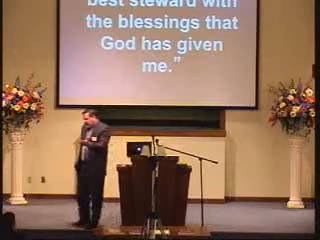 best steward with
the blessings that
God has given
me."